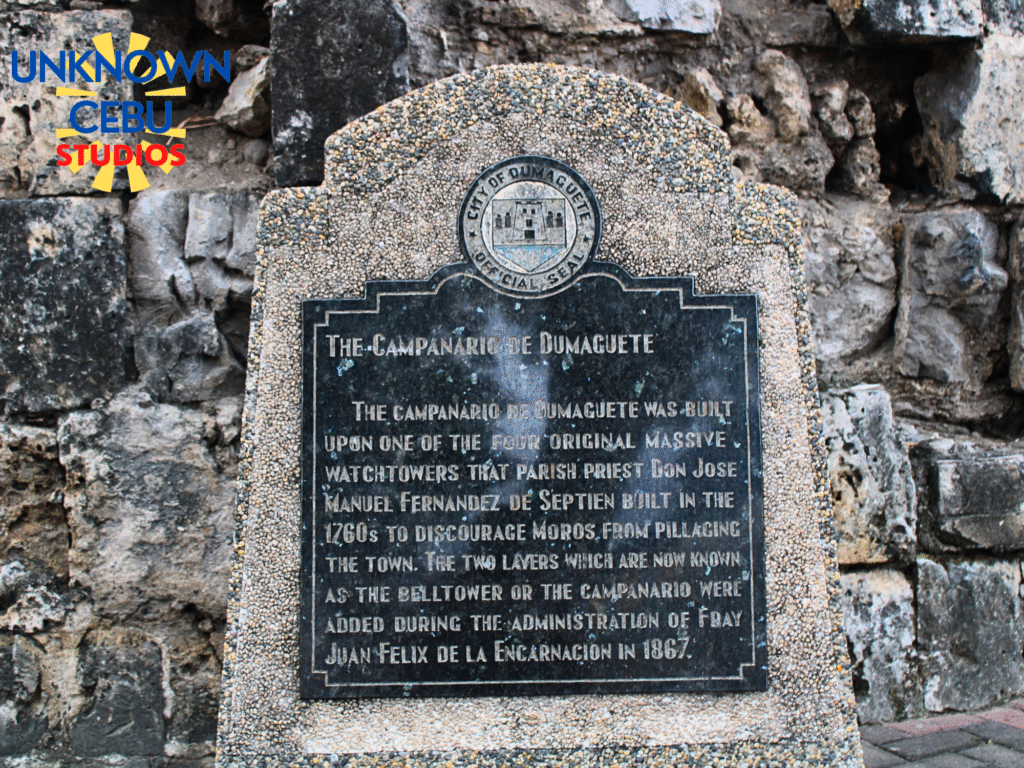 UNKNOWN
CEBU
STUDIOS
CITY OF DUMAGUETE
OFFICIAL SEAL
THE CAMPANARIO DE DUMAGUETE
THE CAMPANARIO DE DUMAGUETE WAS BUILT
UPON ONE OF THE FOUR ORIGINAL MASSIVE
WATCHTOWERS THAT PARISH PRIEST DON JOSE
MANUEL FERNANDEZ DE SEPTIEN BUILT IN THE
1760s TO DISCOURAGE MOROS FROM PILLAGING
THE TOWN. THE TWO LAYERS WHICH ARE NOW KNOWN
AS THE BELLTOWER OR THE CAMPANARIO WERE
ADDED DURING THE ADMINISTRATION OF FRAY
JUAN FELIX DE LA ENCARNACION IN 1867.